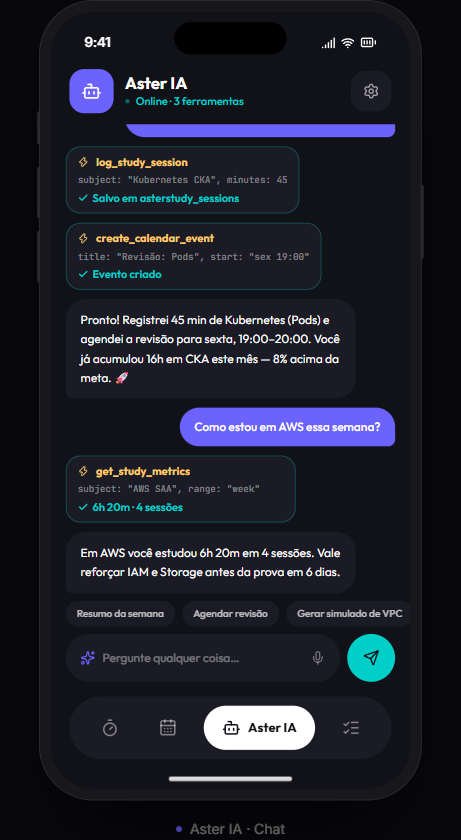 9:41
Aster IA
Online · 3 ferramentas
log_study_session
subject: "Kubernetes CKA", minutes: 45
Salvo em asterstudy_sessions
create_calendar_event
title: "Revisão: Pods", start: "sex 19:00"
Evento criado
Pronto! Registrei 45 min de Kubernetes (Pods) e
agendei a revisão para sexta, 19:00–20:00. Você
já acumulou 16h em CKA este mês — 8% acima da
meta. 🚀
Como estou em AWS essa semana?
get_study_metrics
subject: "AWS SAA", range: "week"
6h 20m · 4 sessões
Em AWS você estudou 6h 20m em 4 sessões. Vale
reforçar IAM e Storage antes da prova em 6 dias.
Resumo da semana
Agendar revisão
Gerar simulado de VPC
Pergunte qualquer coisa…
Aster IA
Aster IA · Chat